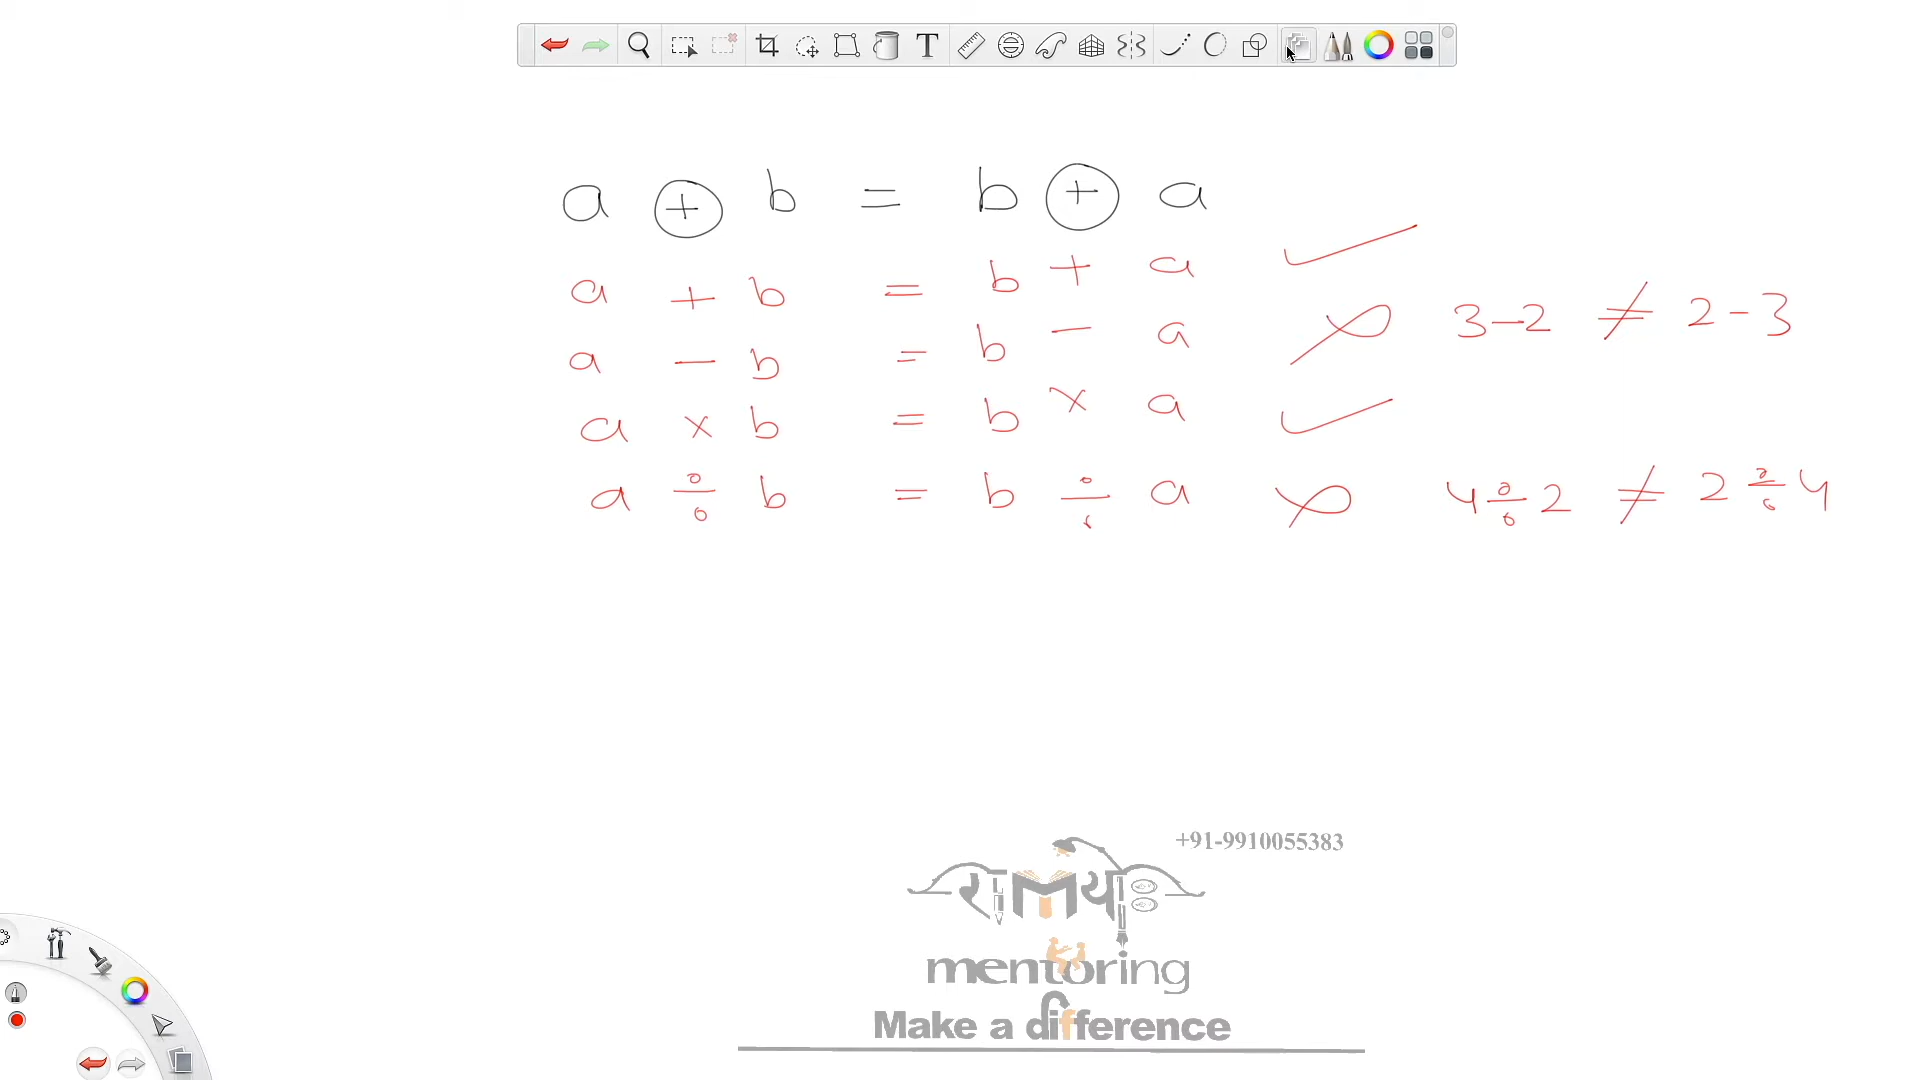 a ⊕ b = b ⊕ a
a + b = b + a ✓
a - b = b - a ✗ 3-2 ≠ 2-3
a × b = b × a ✓
a ÷ b = b ÷ a ✗ 4÷2 ≠ 2÷4
+91-9910055383
रामया:
mentoring
Make a difference